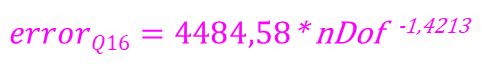 error_Q16 = 4484,58 * nDof ^-1,4213